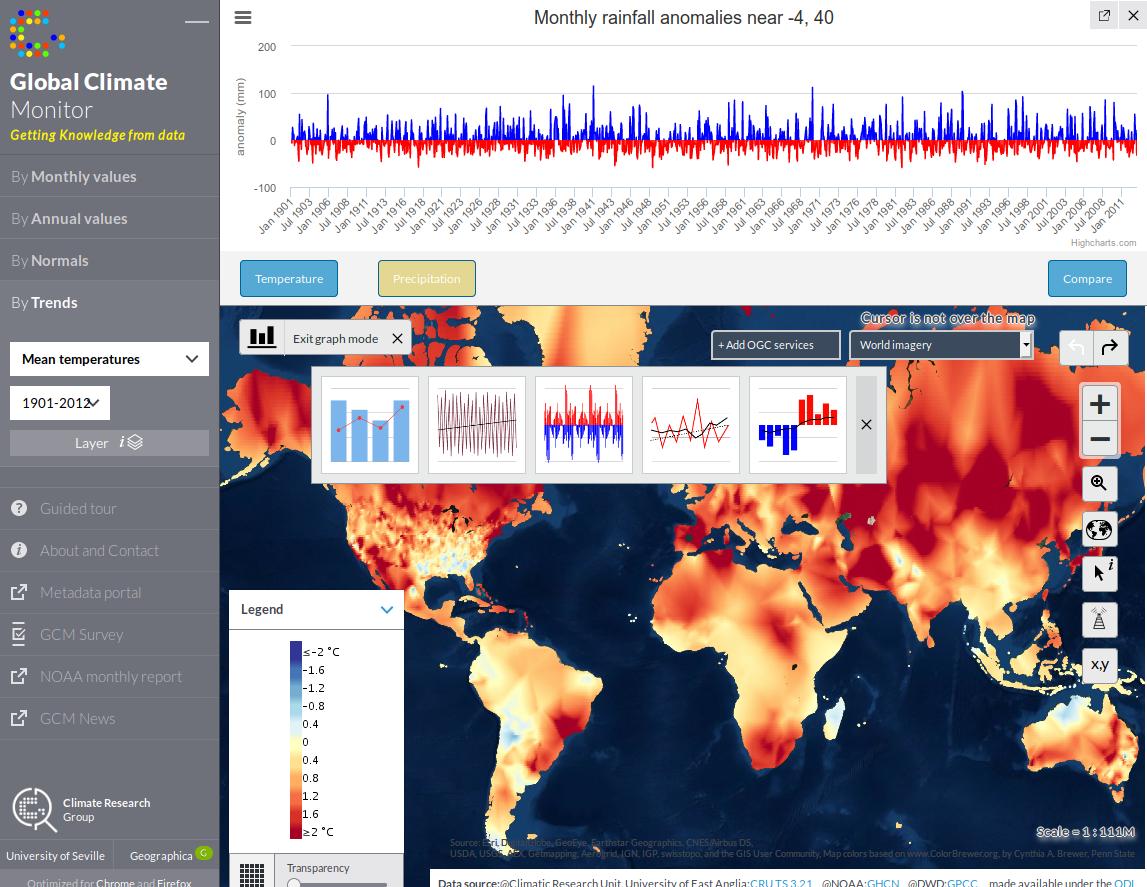 Global Climate
Monitor
Getting Knowledge from data
By Monthly values
By Annual values
By Normals
By Trends
Mean temperatures
1901-2012
Layer i
? Guided tour
i About and Contact
Metadata portal
GCM Survey
NOAA monthly report
GCM News
Climate Research
Group
University of Seville
Geographica G
Optimized for Chrome and Firefox
Monthly rainfall anomalies near -4, 40
anomaly (mm)
200
100
0
-100
Jan 1901
Jul 1903
Jan 1906
Jul 1908
Jan 1911
Jul 1913
Jan 1916
Jul 1918
Jan 1921
Jul 1923
Jan 1926
Jul 1928
Jan 1931
Jul 1933
Jan 1936
Jul 1938
Jan 1941
Jul 1943
Jan 1946
Jul 1948
Jan 1951
Jul 1953
Jan 1956
Jul 1958
Jan 1961
Jul 1963
Jan 1966
Jul 1968
Jan 1971
Jul 1973
Jan 1976
Jul 1978
Jan 1981
Jul 1983
Jan 1986
Jul 1988
Jan 1991
Jul 1993
Jan 1996
Jul 1998
Jan 2001
Jul 2003
Jan 2006
Jul 2008
Jan 2011
Highcharts.com
Temperature
Precipitation
Compare
Cursor is not over the map
Exit graph mode
+ Add OGC services
World imagery
+
−
i
x,y
Legend
≤-2 °C
-1.6
-1.2
-0.8
0.4
0
0.4
0.8
1.2
1.6
≥2 °C
Transparency
Scale = 1 : 111M
Source: Esri, DigitalGlobe, GeoEye, Earthstar Geographics, CNES/Airbus DS,
USDA, USGS, AEX, Getmapping, Aerogrid, IGN, IGP, swisstopo, and the GIS User Community, Map colors based on www.ColorBrewer.org, by Cynthia A. Brewer, Penn State
Data source:@Climatic Research Unit, University of East Anglia:CRU TS 3.21 @NOAA:GHCN @DWD:GPCC made available under the ODI